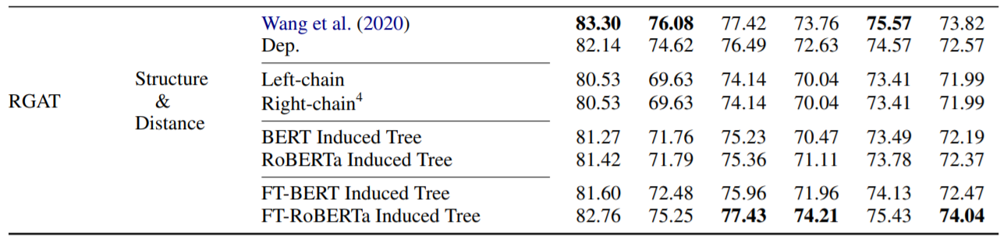 Wang et al. (2020) 83.30 76.08 77.42 73.76 75.57 73.82
Dep. 82.14 74.62 76.49 72.63 74.57 72.57
Structure Left-chain 80.53 69.63 74.14 70.04 73.41 71.99
RGAT & Right-chain⁴ 80.53 69.63 74.14 70.04 73.41 71.99
Distance
BERT Induced Tree 81.27 71.76 75.23 70.47 73.49 72.19
RoBERTa Induced Tree 81.42 71.79 75.36 71.11 73.78 72.37
FT-BERT Induced Tree 81.60 72.48 75.96 71.96 74.13 72.47
FT-RoBERTa Induced Tree 82.76 75.25 77.43 74.21 75.43 74.04